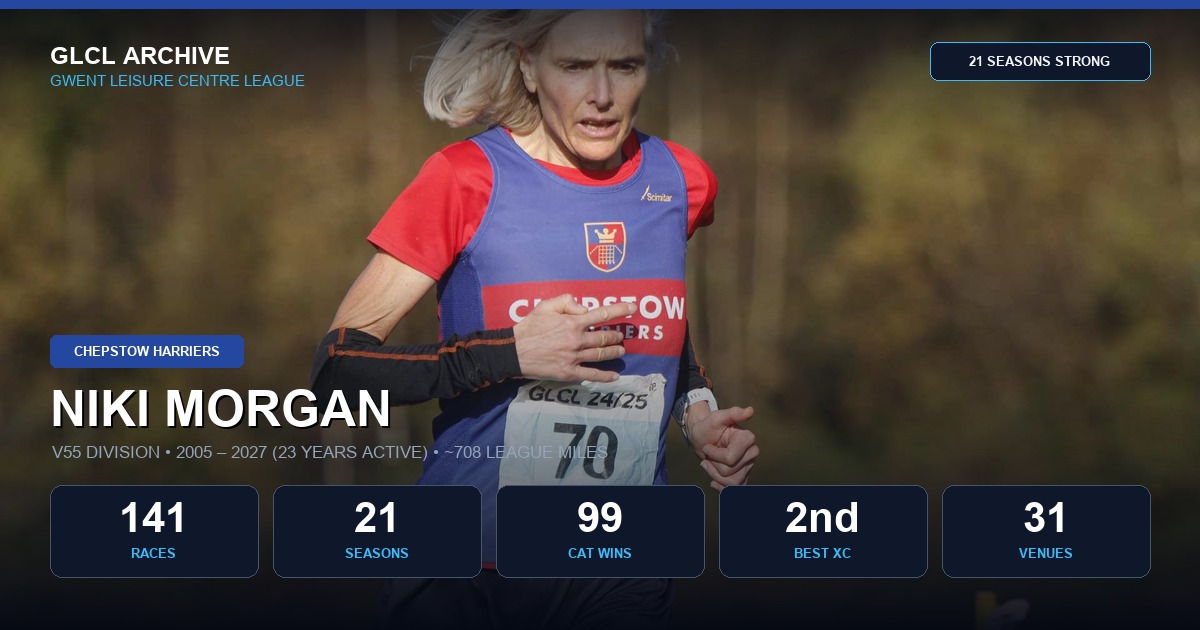 GLCL ARCHIVE
GWENT LEISURE CENTRE LEAGUE
21 SEASONS STRONG
Scimitar
CHEPSTOW
GLCL 24/25
70
CHEPSTOW HARRIERS
NIKI MORGAN
V55 DIVISION • 2005 – 2027 (23 YEARS ACTIVE) • ~708 LEAGUE MILES
141
RACES
21
SEASONS
99
CAT WINS
2nd
BEST XC
31
VENUES